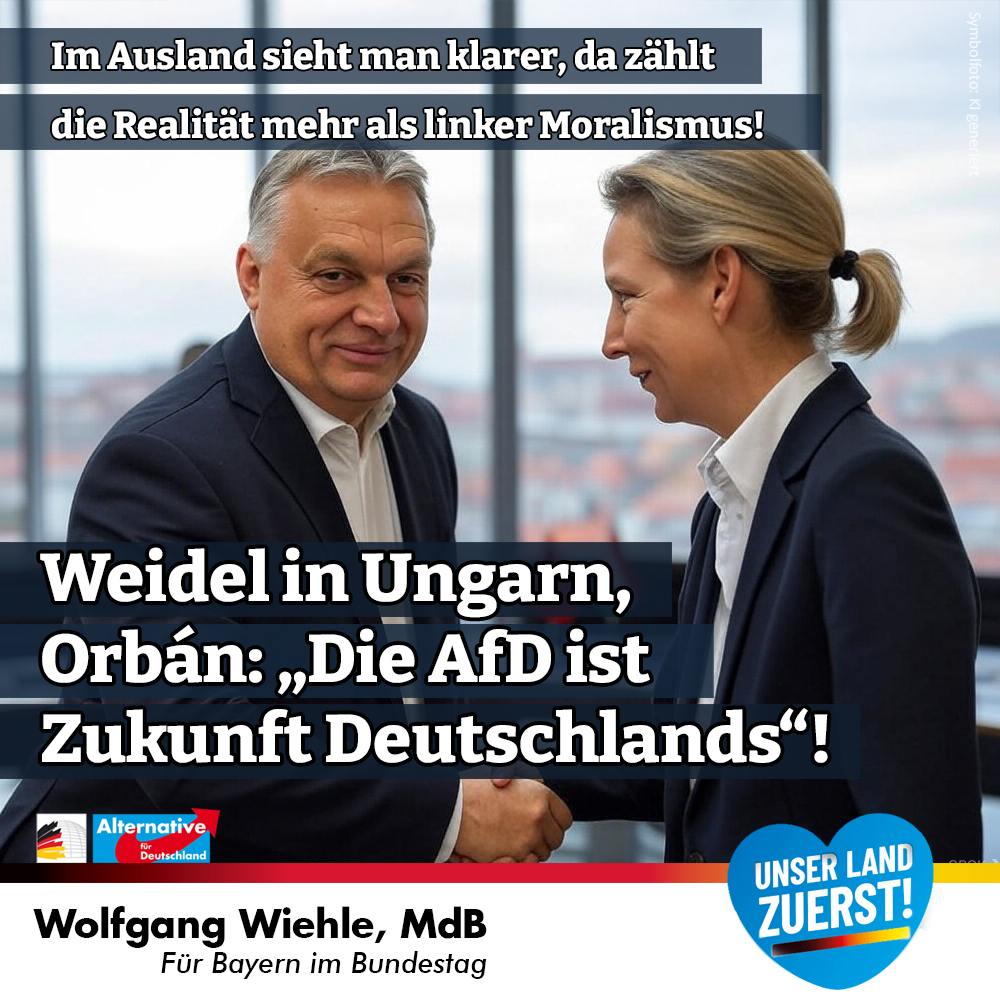 Im Ausland sieht man klarer, da zählt
die Realität mehr als linker Moralismus!
Symbolfoto: KI generiert
Weidel in Ungarn,
Orbán: „Die AfD ist
Zukunft Deutschlands“!
Alternative
für
Deutschland
UNSER LAND
ZUERST!
Wolfgang Wiehle, MdB
Für Bayern im Bundestag